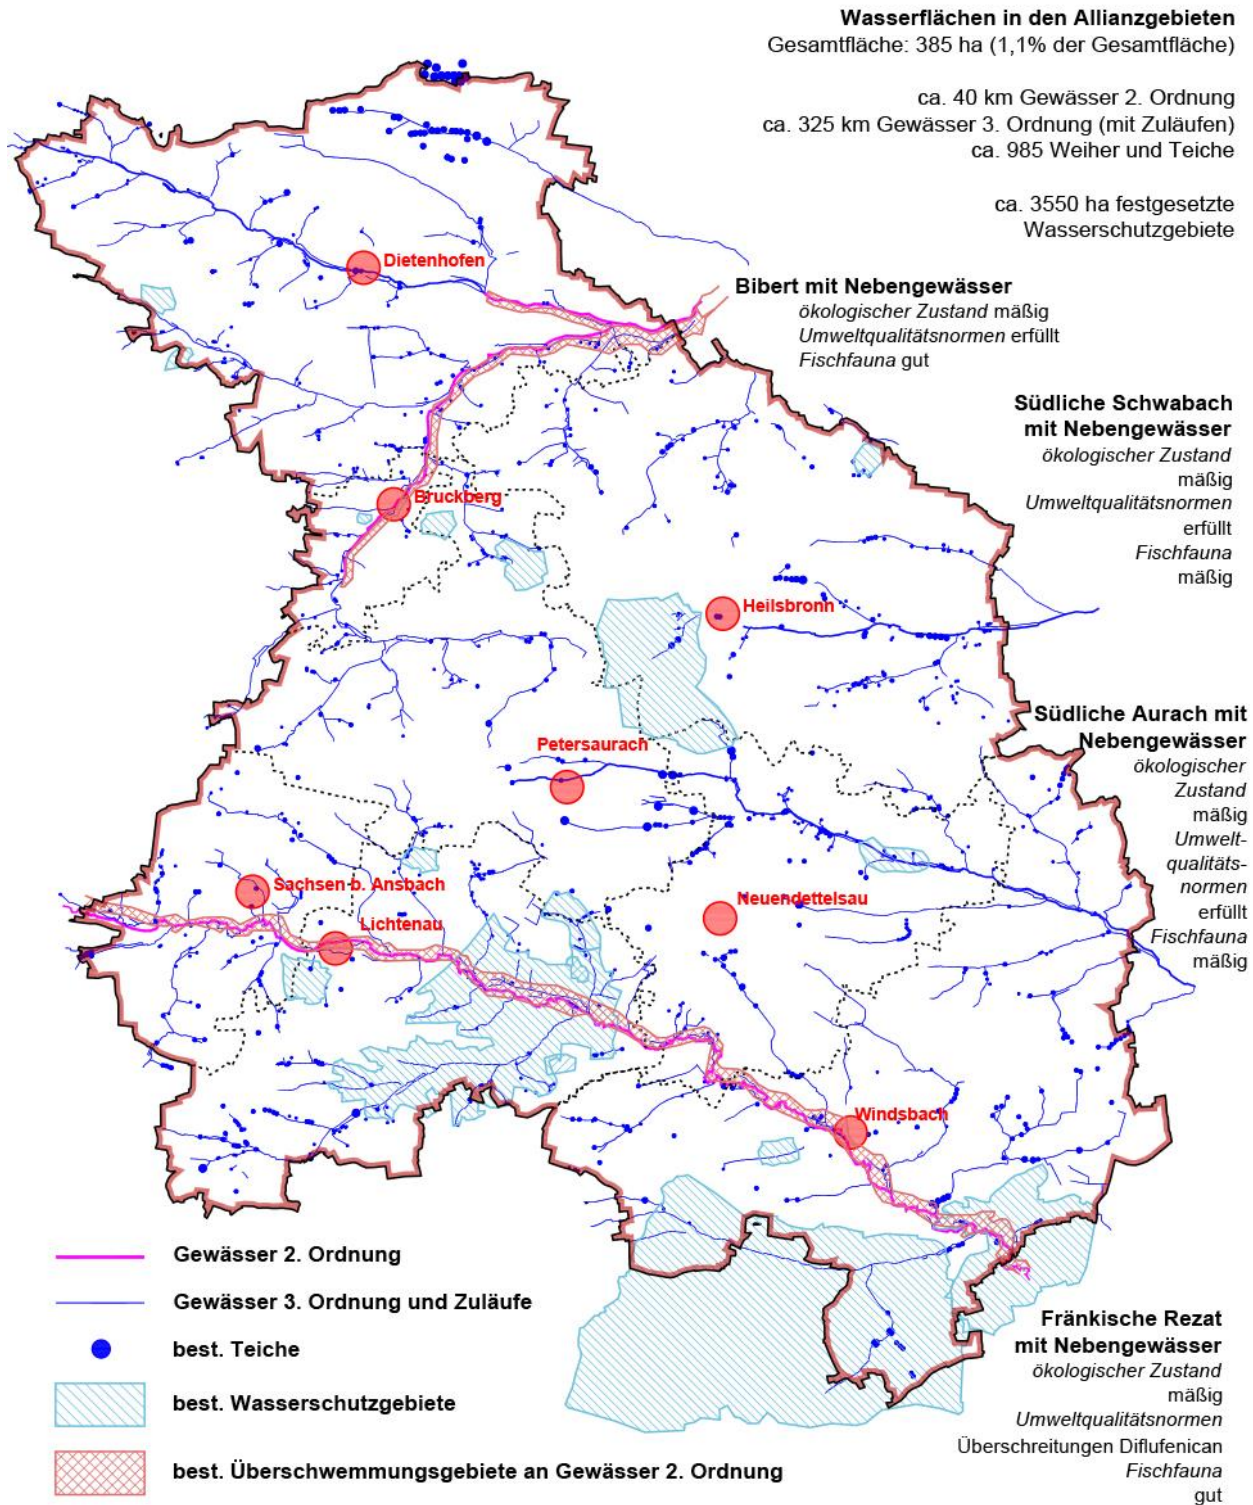 Wasserflächen in den Allianzgebieten
Gesamtfläche: 385 ha (1,1% der Gesamtfläche)
ca. 40 km Gewässer 2. Ordnung
ca. 325 km Gewässer 3. Ordnung (mit Zuläufen)
ca. 985 Weiher und Teiche
ca. 3550 ha festgesetzte
Wasserschutzgebiete
Dietenhofen
Bibert mit Nebengewässer
ökologischer Zustand mäßig
Umweltqualitätsnormen erfüllt
Fischfauna gut
Südliche Schwabach
mit Nebengewässer
ökologischer Zustand
mäßig
Umweltqualitätsnormen
erfüllt
Fischfauna
mäßig
Bruckberg
Heilsbronn
Petersaurach
Südliche Aurach mit
Nebengewässer
ökologischer
Zustand
mäßig
Umwelt-
qualitäts-
normen
erfüllt
Fischfauna
mäßig
Sachsen b. Ansbach
Lichtenau
Neuendettelsau
Windsbach
Gewässer 2. Ordnung
Gewässer 3. Ordnung und Zuläufe
best. Teiche
best. Wasserschutzgebiete
best. Überschwemmungsgebiete an Gewässer 2. Ordnung
Fränkische Rezat
mit Nebengewässer
ökologischer Zustand
mäßig
Umweltqualitätsnormen
Überschreitungen Diflufenican
Fischfauna
gut